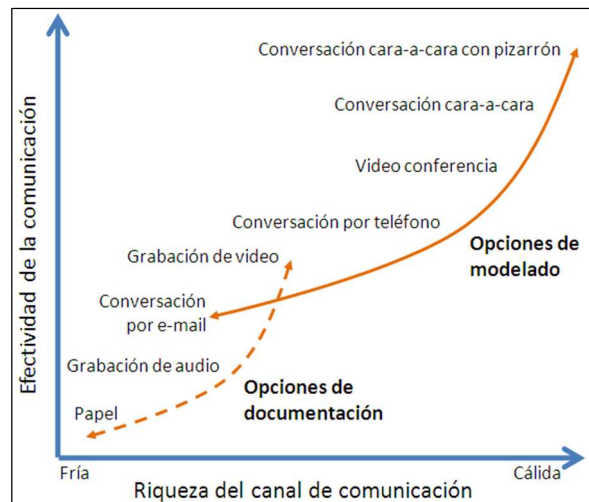 Efectividad de la comunicación
Conversación cara-a-cara con pizarrón
Conversación cara-a-cara
Video conferencia
Conversación por teléfono
Opciones de
modelado
Grabación de video
Conversación
por e-mail
Grabación de audio
Opciones de
documentación
Papel
Fría
Cálida
Riqueza del canal de comunicación